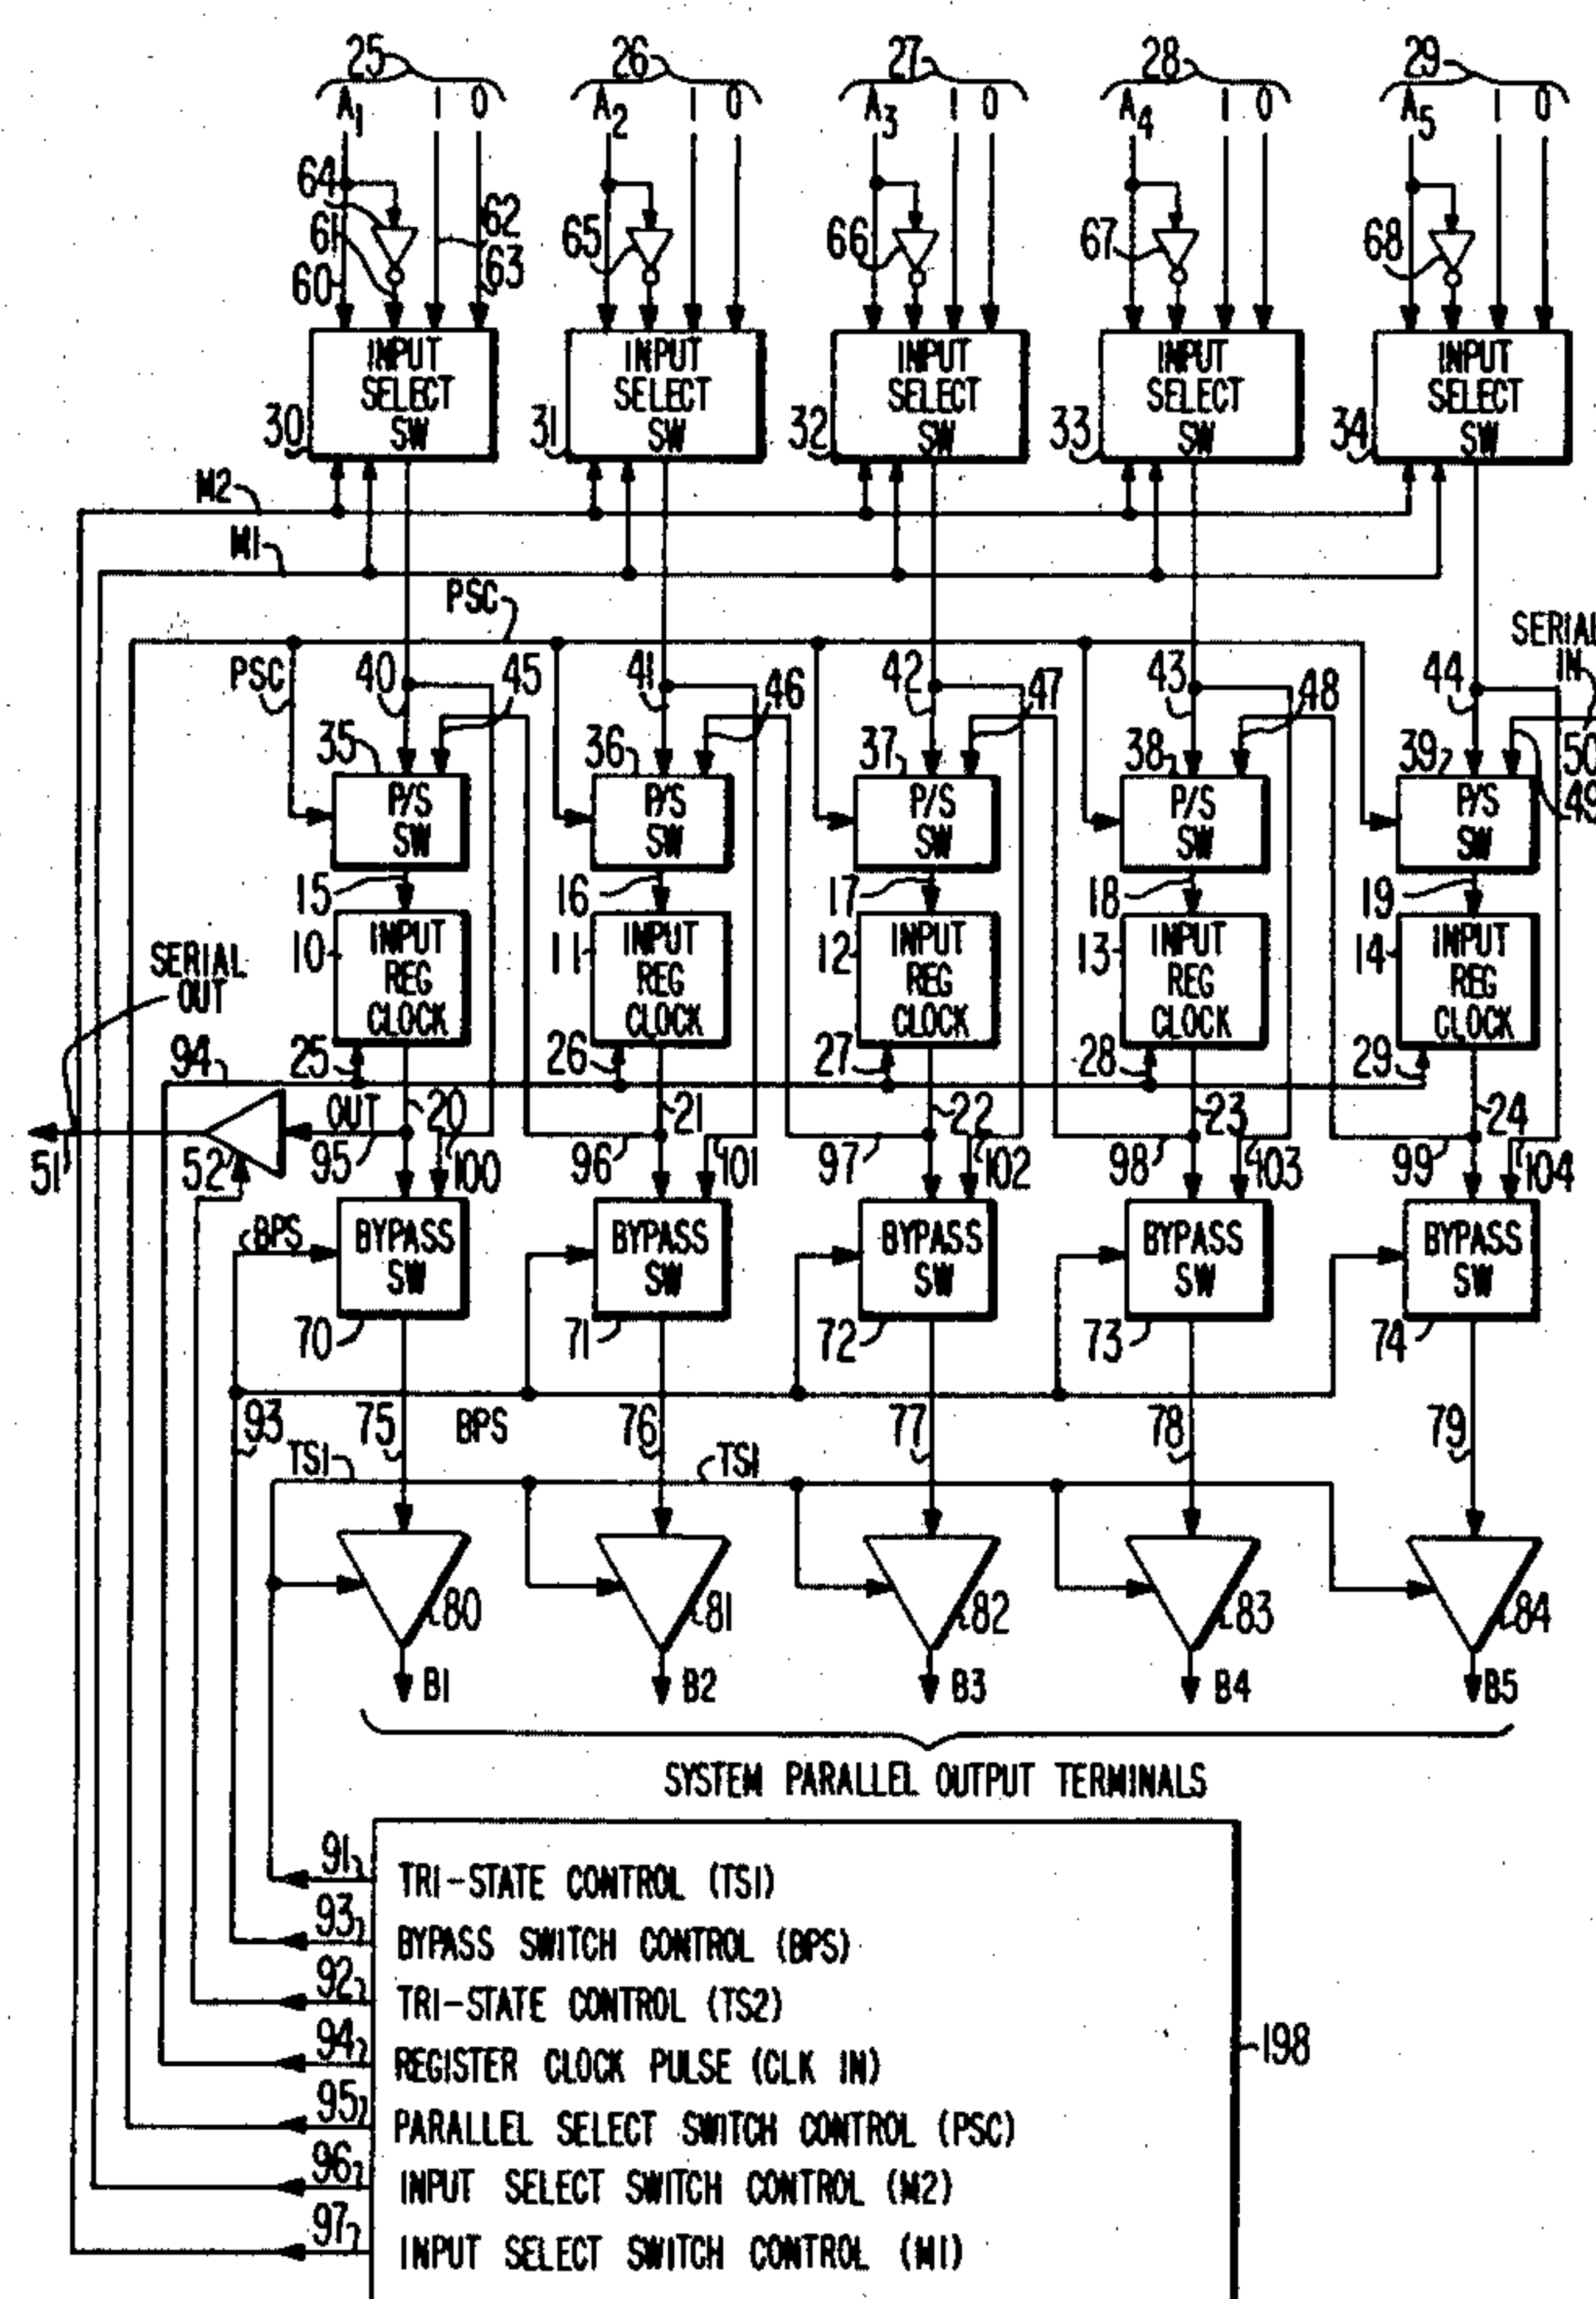 25 26 27 28 29
A1 1 0 A2 1 0 A3 1 0 A4 1 0 A5 1 0
64 62
61 65 66 67 68
60 63
INPUT SELECT SW INPUT SELECT SW INPUT SELECT SW INPUT SELECT SW INPUT SELECT SW
30 31 32 33 34
M2
M1
PSC
SERIAL IN
PSC 40 45 41 46 42 47 43 48 44
35 36 37 38 39 50
49
P/S SW P/S SW P/S SW P/S SW P/S SW
15 16 17 18 19
10 11 12 13 14
INPUT REG CLOCK INPUT REG CLOCK INPUT REG CLOCK INPUT REG CLOCK INPUT REG CLOCK
SERIAL OUT
94 25 26 27 28 29
OUT 20 21 22 23 24
51 52 95 100 96 101 97 102 98 103 99 104
BPS
BYPASS SW BYPASS SW BYPASS SW BYPASS SW BYPASS SW
70 71 72 73 74
93 75 BPS 76 77 78 79
TS1 TS1
80 81 82 83 84
B1 B2 B3 B4 B5
SYSTEM PARALLEL OUTPUT TERMINALS
91 TRI-STATE CONTROL (TS1)
93 BYPASS SWITCH CONTROL (BPS)
92 TRI-STATE CONTROL (TS2)
94 REGISTER CLOCK PULSE (CLK IN)
198
95 PARALLEL SELECT SWITCH CONTROL (PSC)
96 INPUT SELECT SWITCH CONTROL (M2)
97 INPUT SELECT SWITCH CONTROL (M1)